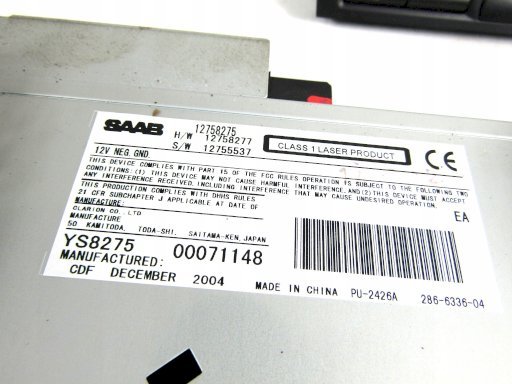 SAAB 12758275
H/W 12758277
S/W 12755537
CLASS 1 LASER PRODUCT
CE
12V NEG. GND.
THIS DEVICE COMPLIES WITH PART 15 OF THE FCC RULES OPERATION IS SUBJECT TO THE FOLLOWING TWO
CONDITIONS:(1) THIS DEVICE MAY NOT CAUSE HARMFUL INTERFERENCE, AND(2)THIS DEVICE MUST ACCEPT
ANY INTERFERENCE RECEIVED, INCLUDING INTERFERENCE THAT MAY CAUSE UNDESIRED OPERATION.
THIS PRODUCTION COMPLIES WITH DHHS RULES
21 CFR SUBCHAPTER J APPLICABLE AT DATE OF
MANUFACTURE.
CLARION CO., LTD
MANUFACTURE
50 KAMITODA, TODA-SHI, SAITAMA-KEN, JAPAN
EA
YS8275 00071148
MANUFACTURED:
CDF DECEMBER 2004
MADE IN CHINA PU-2426A 286-6336-04